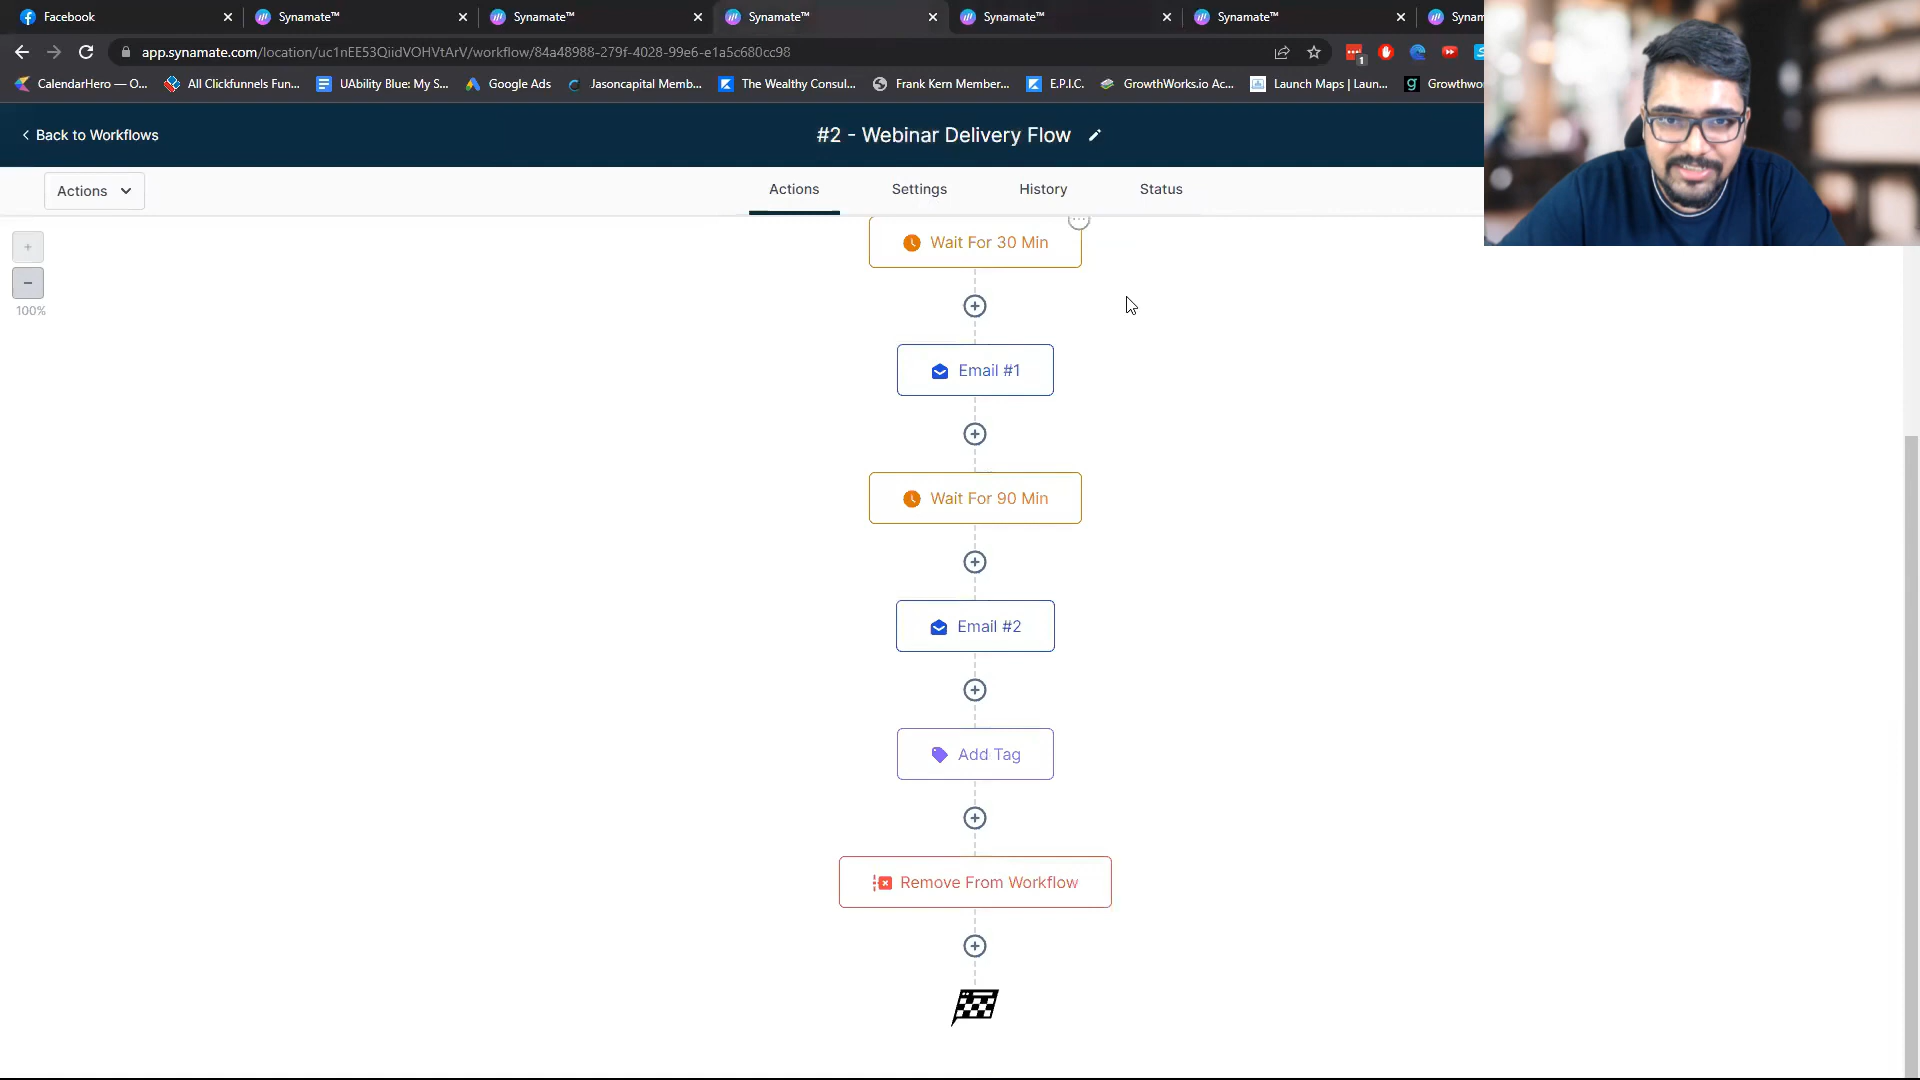 Facebook
Synamate™
Synamate™
Synamate™
Synamate™
Synamate™
Synam
app.synamate.com/location/uc1nEE53QiidVOHVtArV/workflow/84a48988-279f-4028-99e6-e1a5c680cc98
1
CalendarHero — O...
All Clickfunnels Fun...
UAbility Blue: My S...
Google Ads
Jasoncapital Memb...
The Wealthy Consul...
Frank Kern Member...
E.P.I.C.
GrowthWorks.io Ac...
Launch Maps | Laun...
Growthwo
Back to Workflows
#2 - Webinar Delivery Flow
Actions
Actions
Settings
History
Status
100%
Wait For 30 Min
Email #1
Wait For 90 Min
Email #2
Add Tag
Remove From Workflow